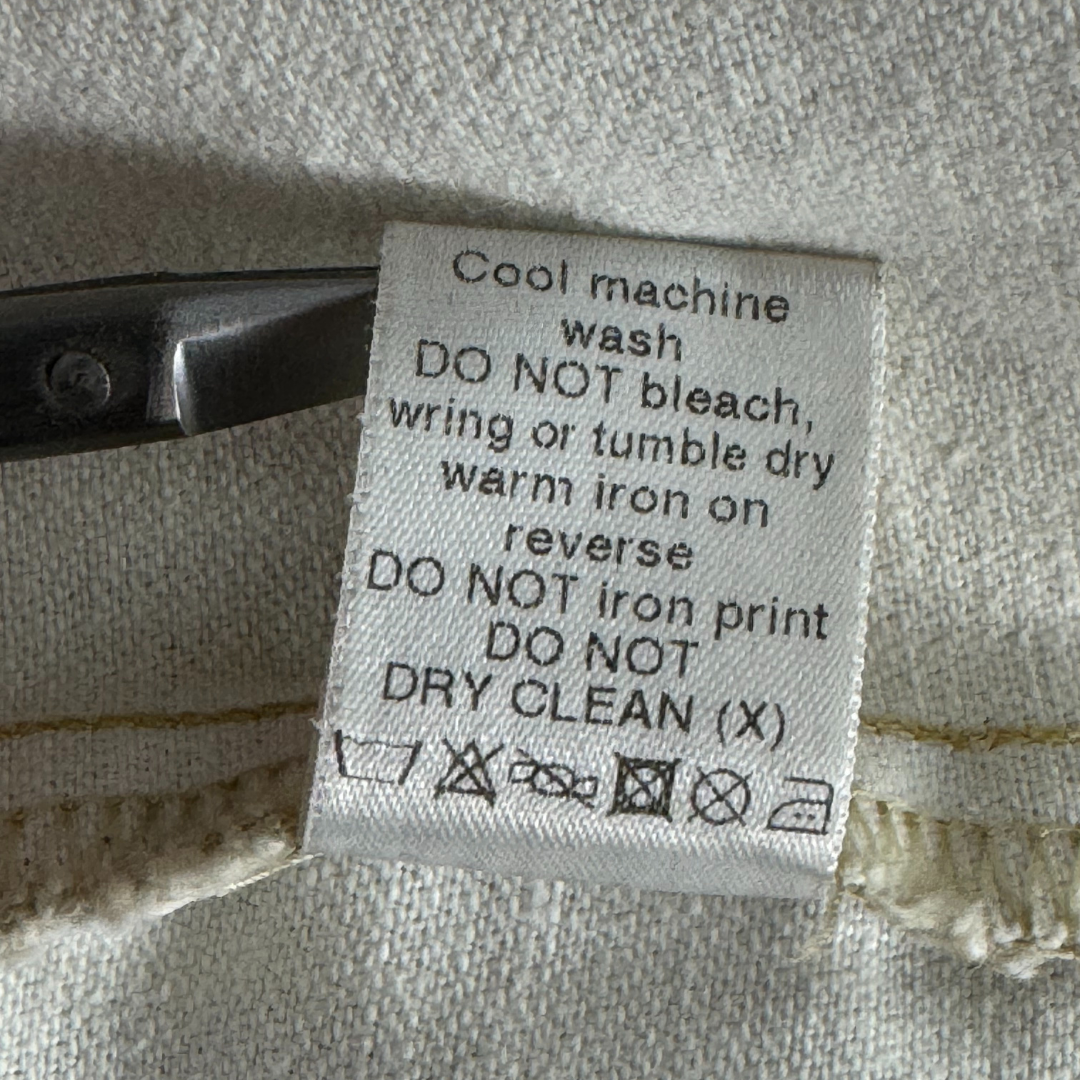 Cool machine
wash
DO NOT bleach,
wring or tumble dry
warm iron on
reverse
DO NOT iron print
DO NOT
DRY CLEAN (X)